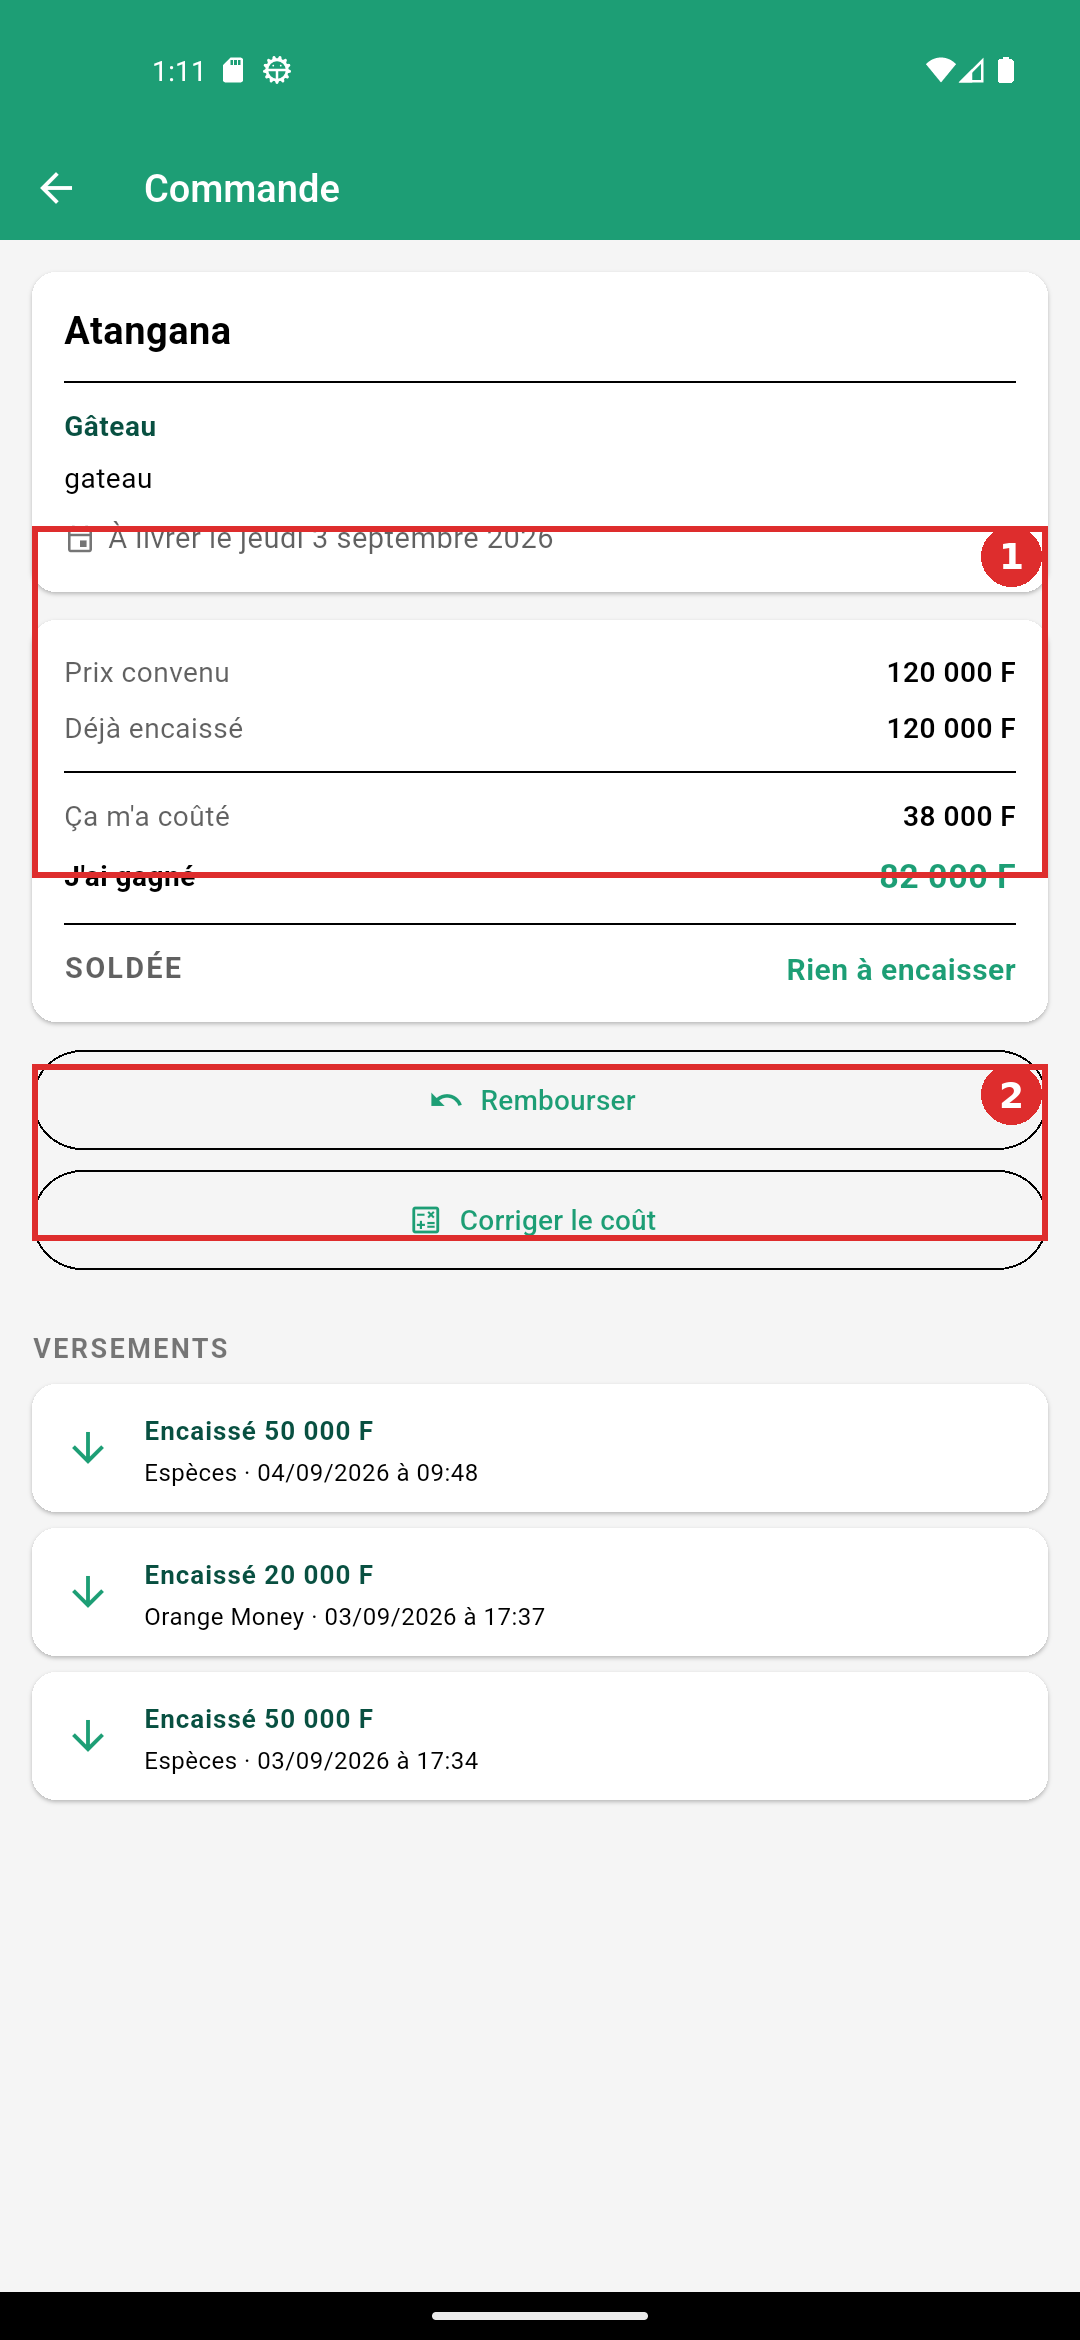 1:11
Commande
Atangana
Gâteau
gateau
À livrer le jeudi 3 septembre 2026
1
Prix convenu 120 000 F
Déjà encaissé 120 000 F
Ça m'a coûté 38 000 F
J'ai gagné 82 000 F
SOLDÉE Rien à encaisser
2
Rembourser
Corriger le coût
VERSEMENTS
Encaissé 50 000 F
Espèces · 04/09/2026 à 09:48
Encaissé 20 000 F
Orange Money · 03/09/2026 à 17:37
Encaissé 50 000 F
Espèces · 03/09/2026 à 17:34